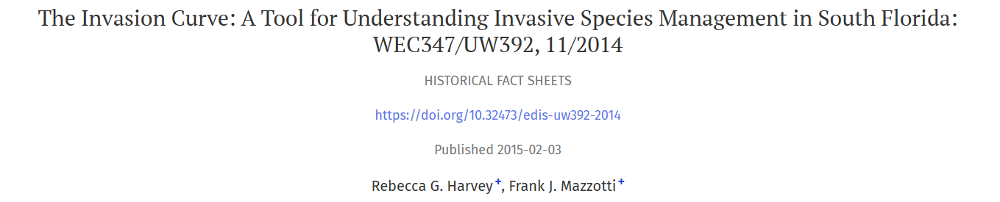 The Invasion Curve: A Tool for Understanding Invasive Species Management in South Florida:
WEC347/UW392, 11/2014
HISTORICAL FACT SHEETS
https://doi.org/10.32473/edis-uw392-2014
Published 2015-02-03
Rebecca G. Harvey+, Frank J. Mazzotti+